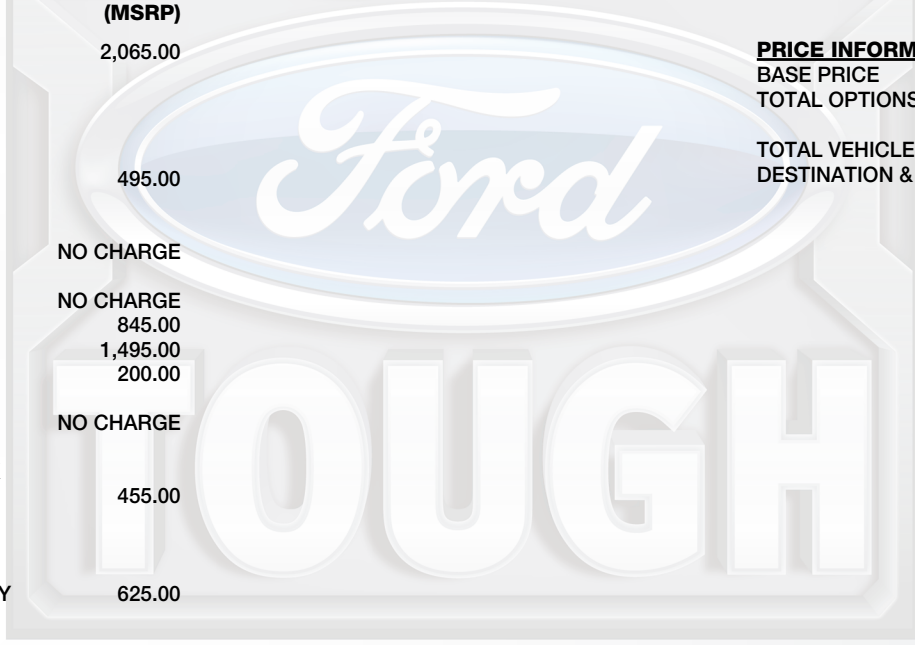 (MSRP)
2,065.00
495.00
NO CHARGE
NO CHARGE
845.00
1,495.00
200.00
NO CHARGE
455.00
Y 625.00
PRICE INFORM
BASE PRICE
TOTAL OPTIONS
TOTAL VEHICLE
DESTINATION &
Ford
TOUGH